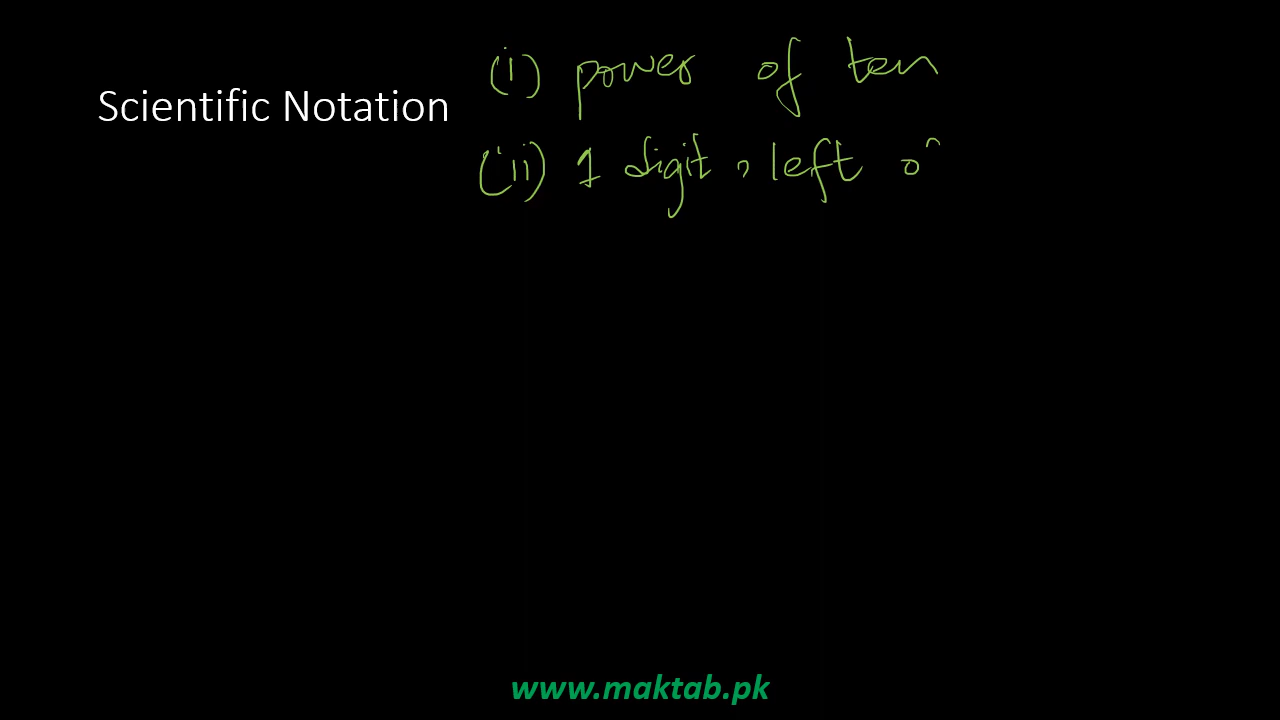 Scientific Notation
(i) power of ten
(ii) 1 digit, left
www.maktab.pk